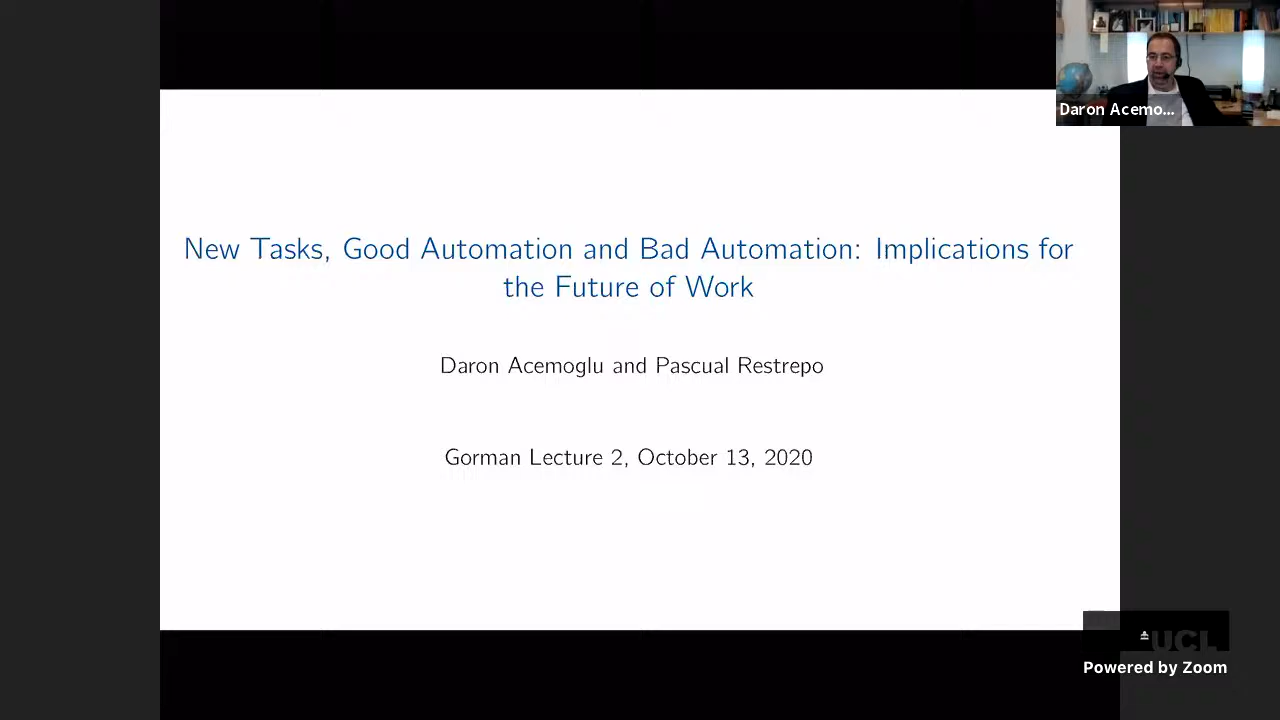 Daron Acemo...
New Tasks, Good Automation and Bad Automation: Implications for
the Future of Work
Daron Acemoglu and Pascual Restrepo
Gorman Lecture 2, October 13, 2020
UCL
Powered by Zoom